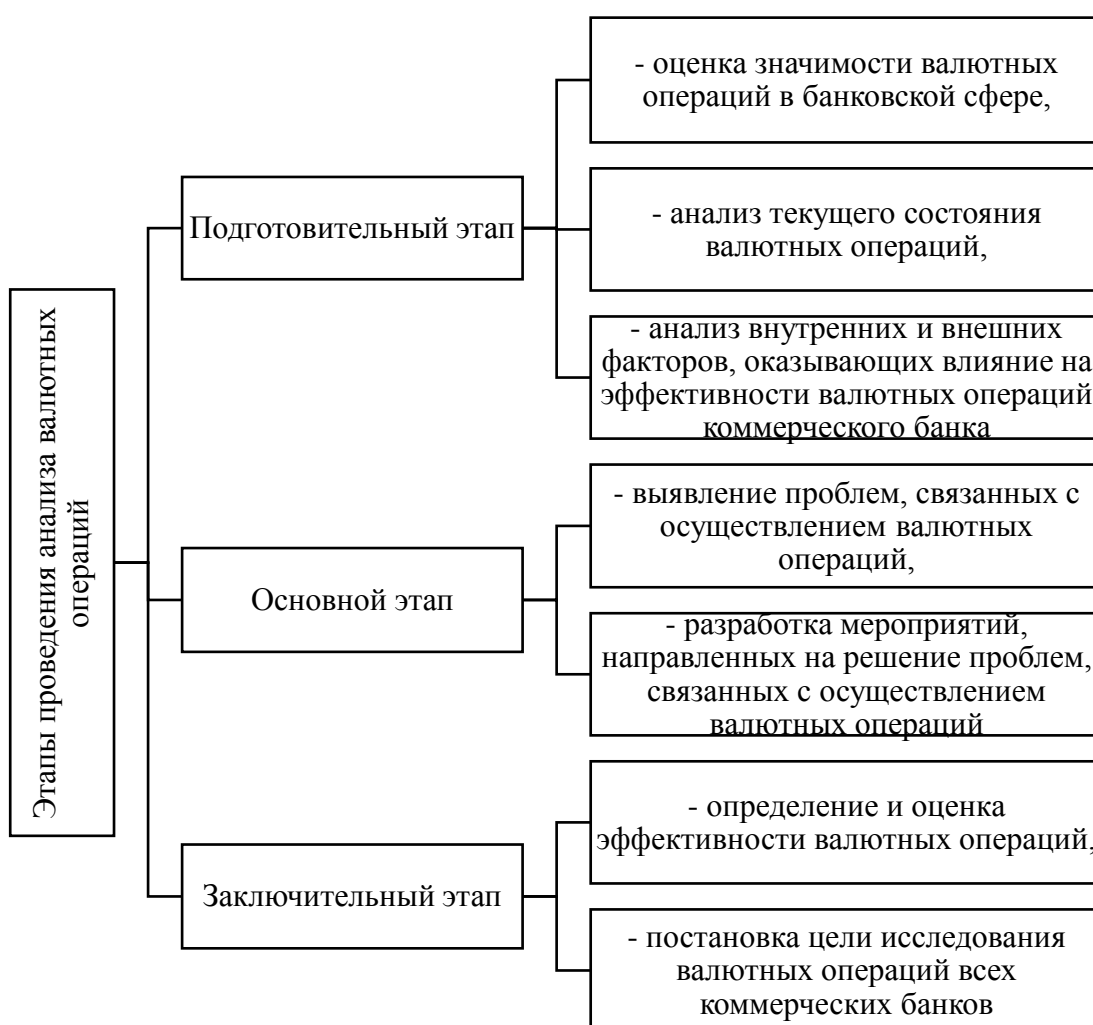 Этапы проведения анализа валютных
операций
Подготовительный этап
- оценка значимости валютных
операций в банковской сфере,
- анализ текущего состояния
валютных операций,
- анализ внутренних и внешних
факторов, оказывающих влияние на
эффективности валютных операций
коммерческого банка
Основной этап
- выявление проблем, связанных с
осуществлением валютных
операций,
- разработка мероприятий,
направленных на решение проблем,
связанных с осуществлением
валютных операций
Заключительный этап
- определение и оценка
эффективности валютных операций,
- постановка цели исследования
валютных операций всех
коммерческих банков